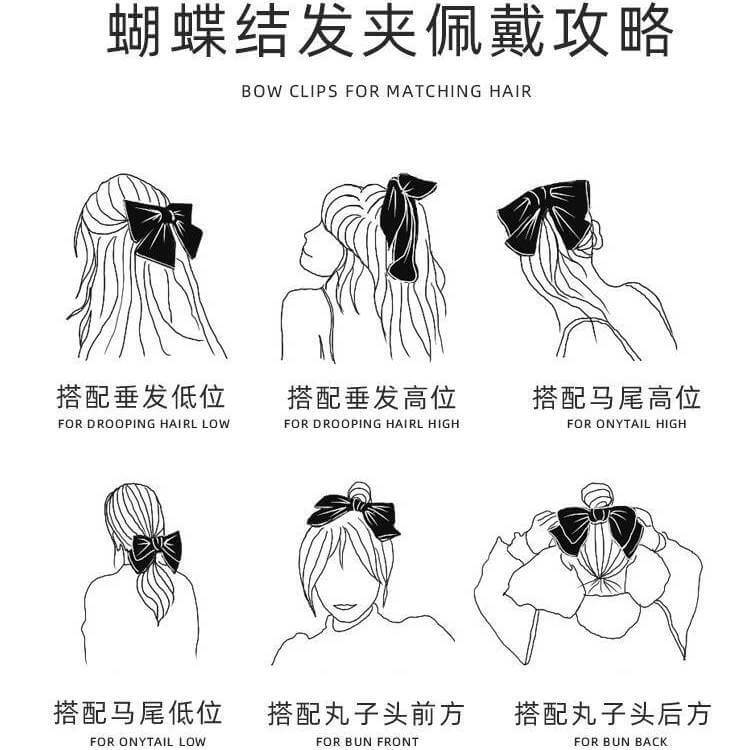 蝴蝶结发夹佩戴攻略
BOW CLIPS FOR MATCHING HAIR
搭配垂发低位
FOR DROOPING HAIRL LOW
搭配垂发高位
FOR DROOPING HAIRL HIGH
搭配马尾高位
FOR ONYTAIL HIGH
搭配马尾低位
FOR ONYTAIL LOW
搭配丸子头前方
FOR BUN FRONT
搭配丸子头后方
FOR BUN BACK